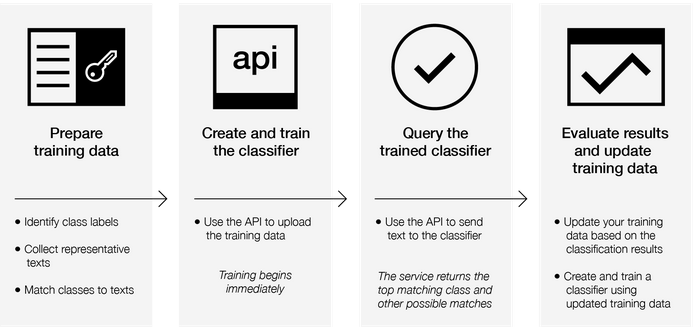 Prepare
training data
• Identify class labels
• Collect representative
texts
• Match classes to texts
api
Create and train
the classifier
• Use the API to upload
the training data
Training begins
immediately
Query the
trained classifier
• Use the API to send
text to the classifier
The service returns the
top matching class and
other possible matches
Evaluate results
and update
training data
• Update your training
data based on the
classification results
• Create and train a
classifier using
updated training data